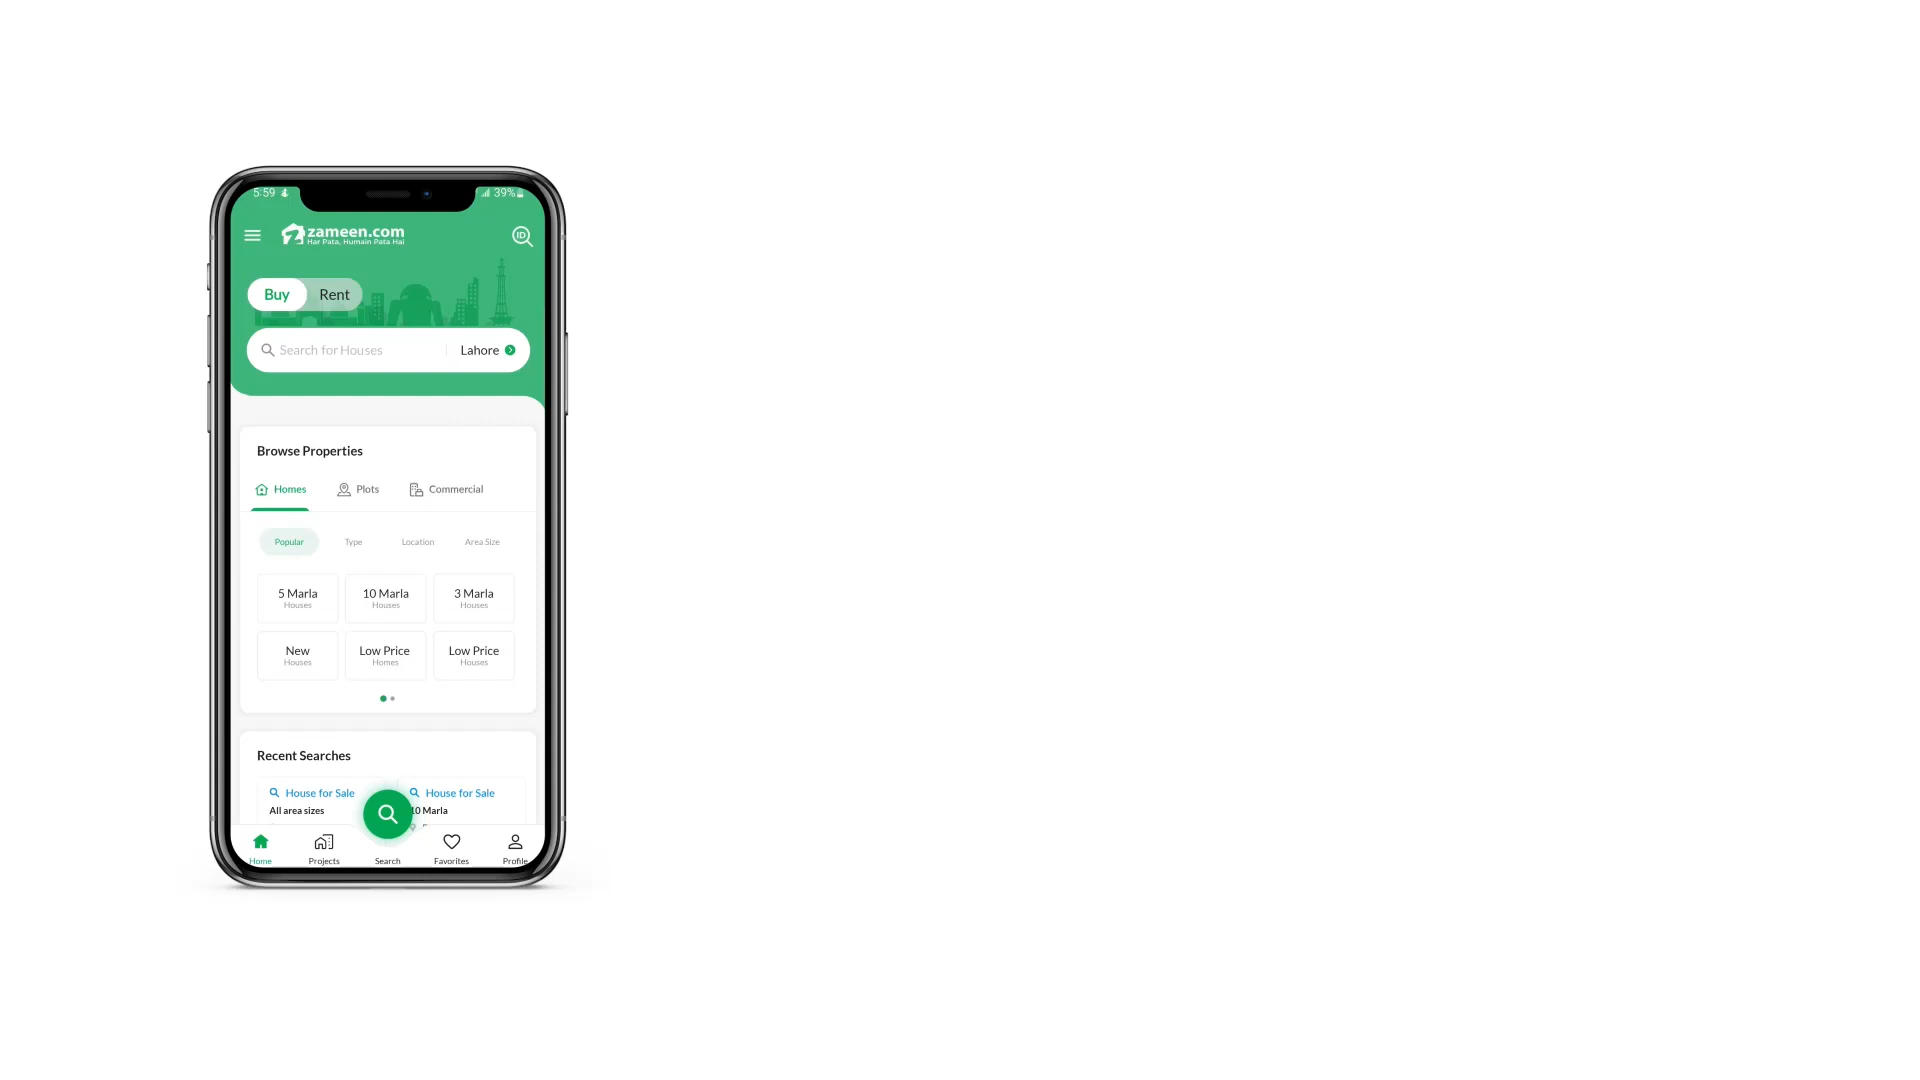 5:59
39%
zameen.com
Har Pata, Humain Pata Hai
ID
Buy
Rent
Search for Houses
Lahore
Browse Properties
Homes
Plots
Commercial
Popular
Type
Location
Area Size
5 Marla
Houses
10 Marla
Houses
3 Marla
Houses
New
Houses
Low Price
Homes
Low Price
Houses
Recent Searches
House for Sale
All area sizes
House for Sale
10 Marla
Home
Projects
Search
Favorites
Profile